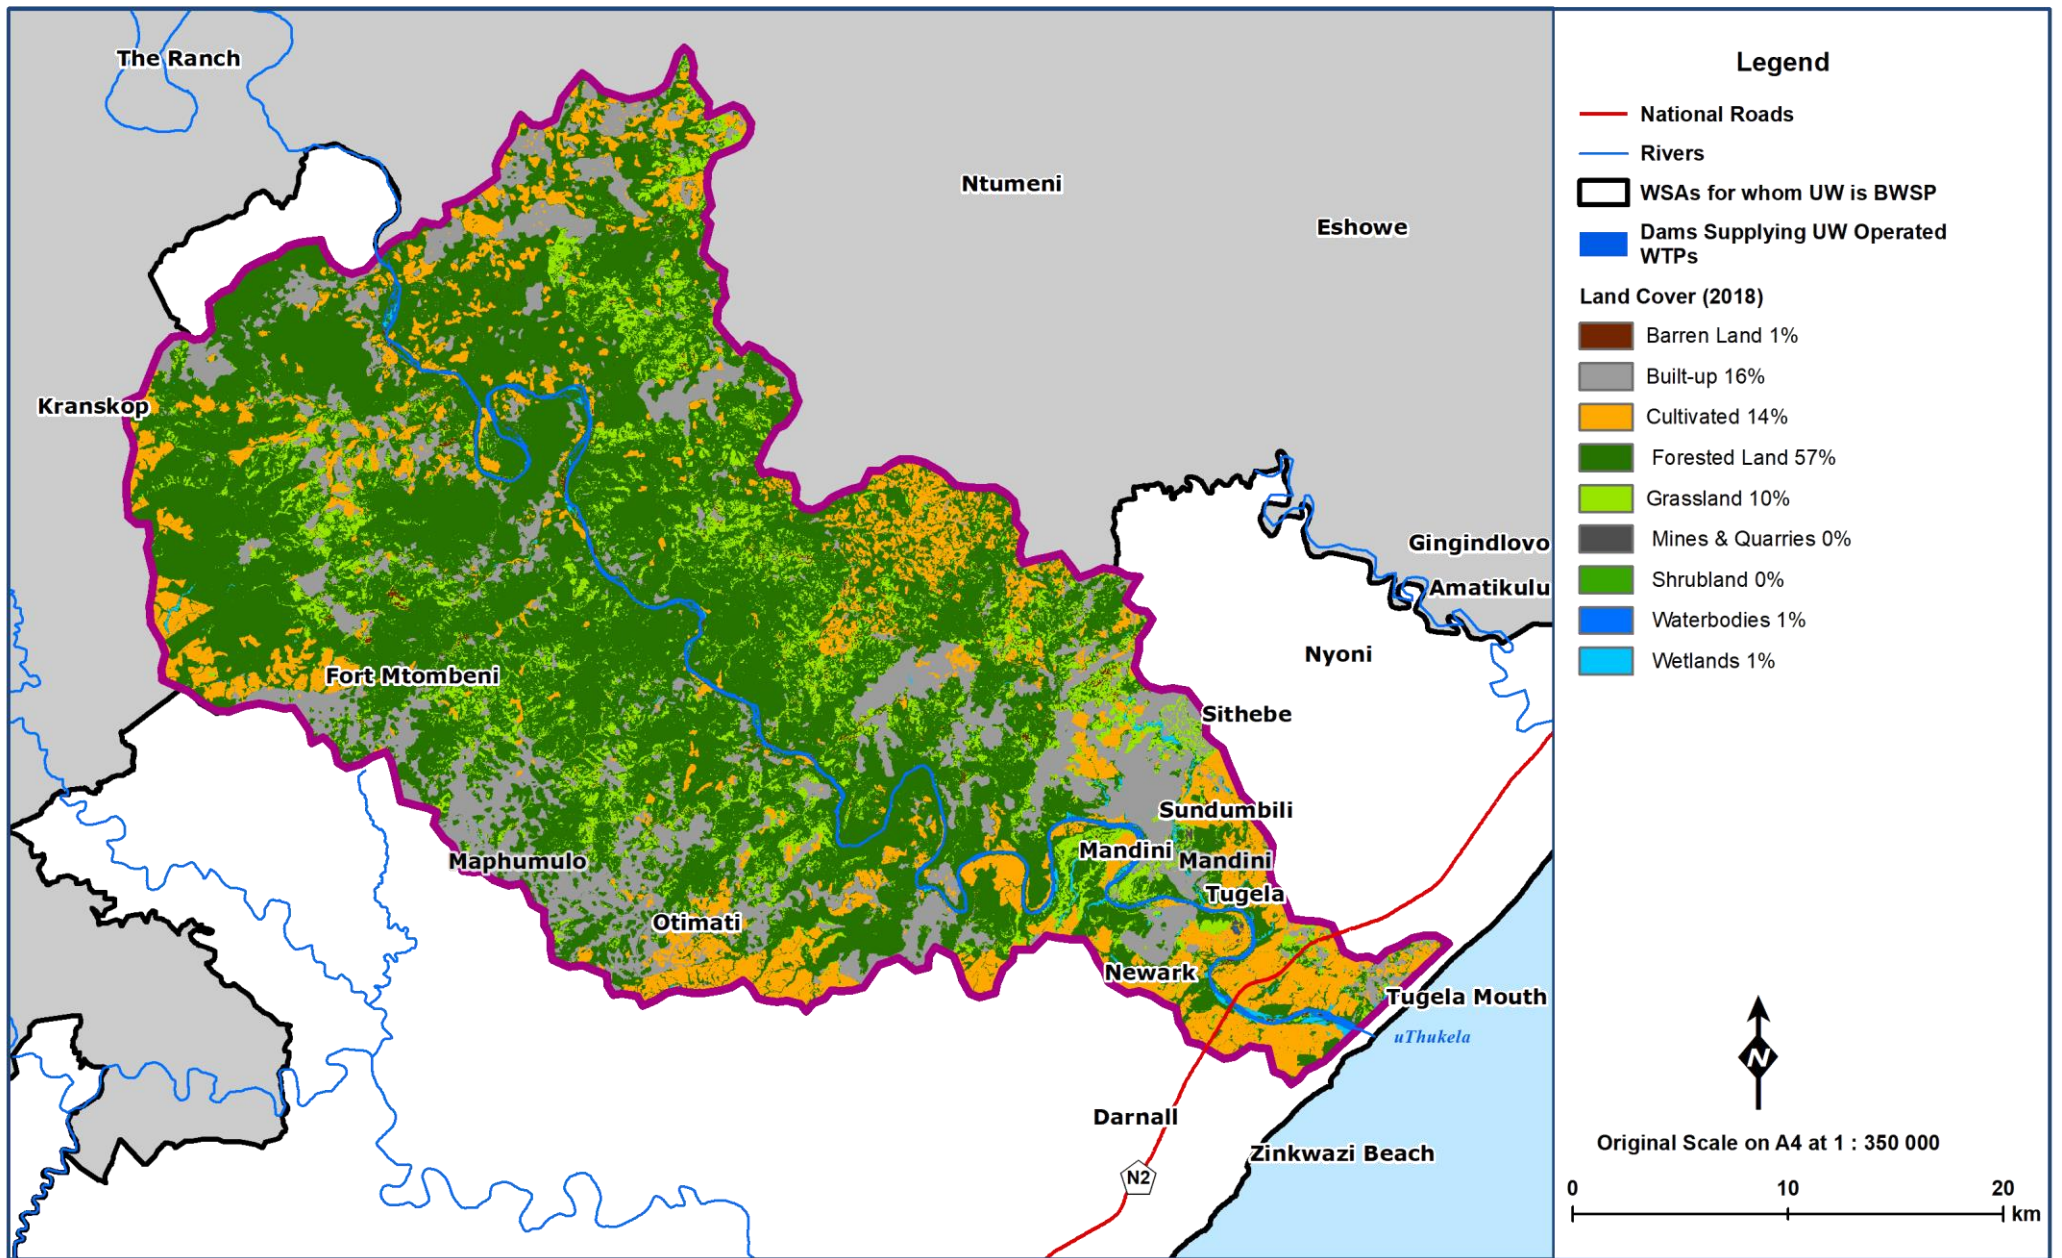 The Ranch
Ntumeni
Eshowe
Kranskop
Gingindlovo
Amatikulu
Nyoni
Fort Mtombeni
Sithebe
Sundumbili
Mandini
Mandini
Maphumulo
Tugela
Otimati
Newark
Tugela Mouth
uThukela
Darnall
Zinkwazi Beach
N2
Legend
National Roads
Rivers
WSAs for whom UW is BWSP
Dams Supplying UW Operated
WTPs
Land Cover (2018)
Barren Land 1%
Built-up 16%
Cultivated 14%
Forested Land 57%
Grassland 10%
Mines & Quarries 0%
Shrubland 0%
Waterbodies 1%
Wetlands 1%
N
Original Scale on A4 at 1 : 350 000
0 10 20
km